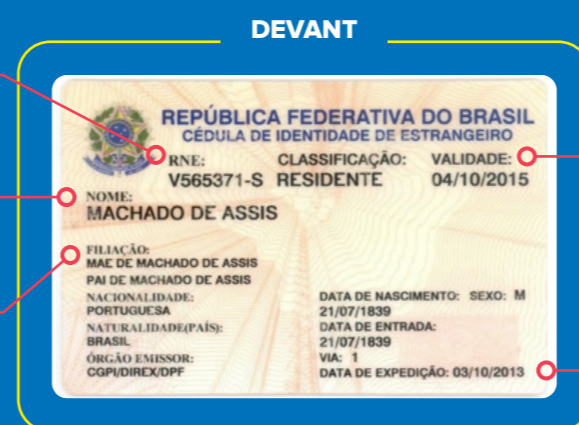 DEVANT
REPÚBLICA FEDERATIVA DO BRASIL
CÉDULA DE IDENTIDADE DE ESTRANGEIRO
RNE: CLASSIFICAÇÃO: VALIDADE:
V565371-S RESIDENTE 04/10/2015
NOME:
MACHADO DE ASSIS
FILIAÇÃO:
MAE DE MACHADO DE ASSIS
PAI DE MACHADO DE ASSIS
NACIONALIDADE: DATA DE NASCIMENTO: SEXO: M
PORTUGUESA 21/07/1839
NATURALIDADE(PAÍS): DATA DE ENTRADA:
BRASIL 21/07/1839
ÓRGÃO EMISSOR: VIA: 1
CGPI/DIREX/DPF DATA DE EXPEDIÇÃO: 03/10/2013